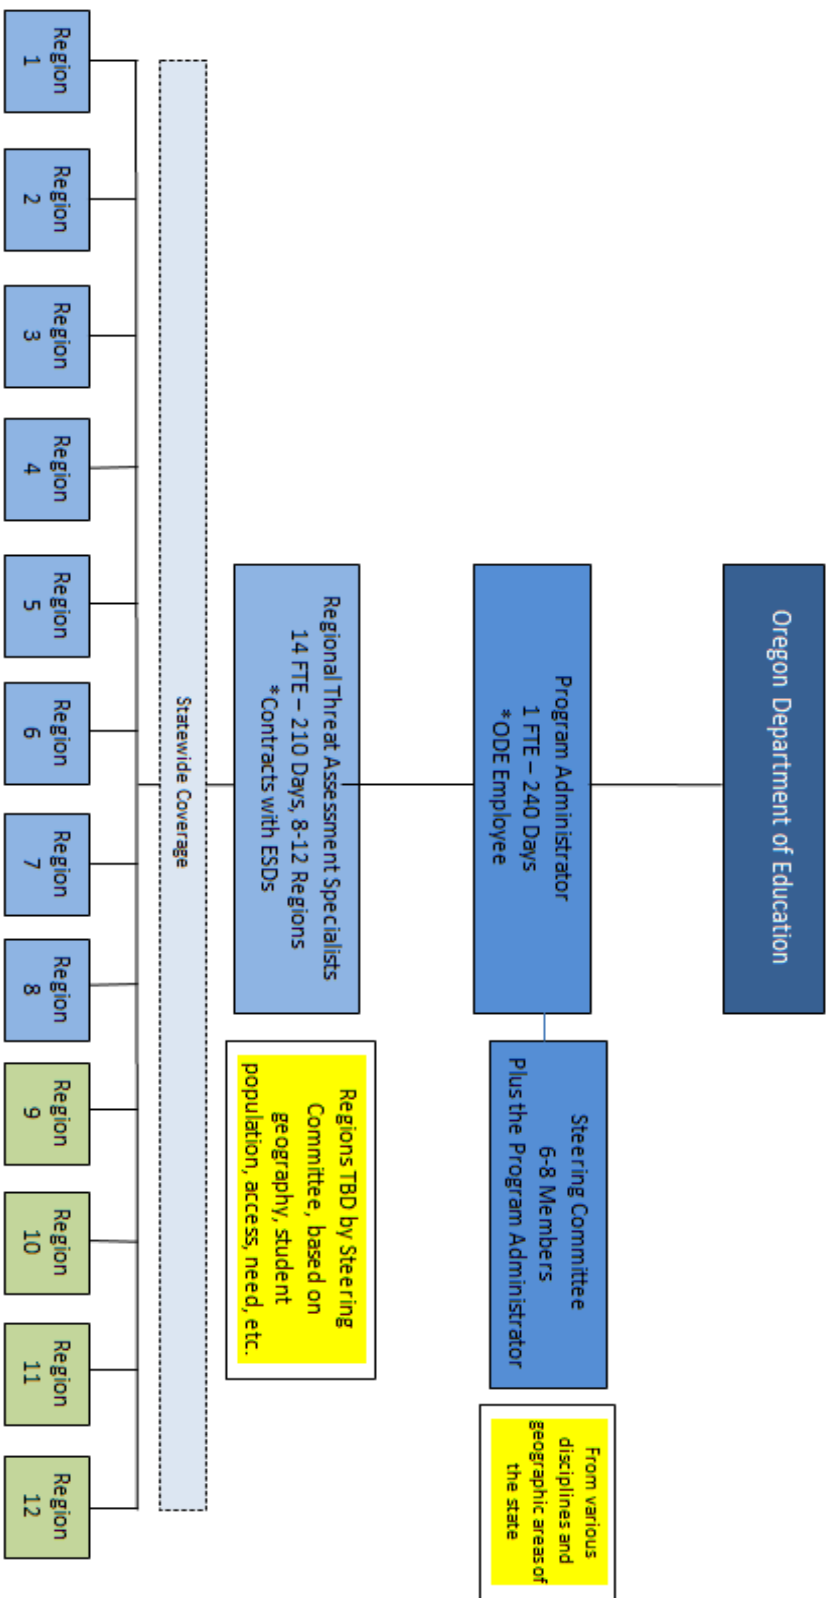 Oregon Department of Education
Program Administrator
1 FTE – 240 Days
*ODE Employee
Steering Committee
6-8 Members
Plus the Program Administrator
From various
disciplines and
geographic areas of
the state
Regional Threat Assessment Specialists
14 FTE – 210 Days, 8-12 Regions
*Contracts with ESDs
Regions TBD by Steering
Committee, based on
geography, student
population, access, need, etc.
Statewide Coverage
Region
1
Region
2
Region
3
Region
4
Region
5
Region
6
Region
7
Region
8
Region
9
Region
10
Region
11
Region
12